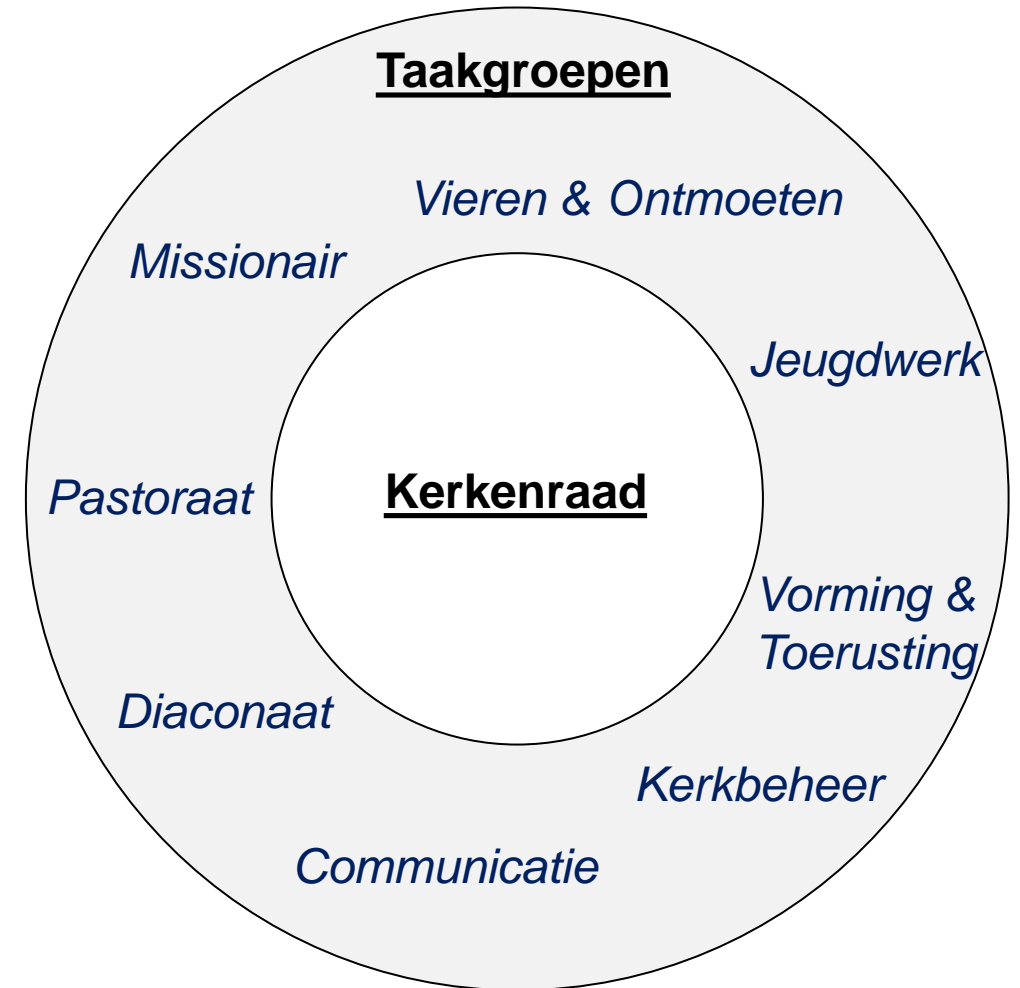 Taakgroepen
Vieren & Ontmoeten
Missionair
Jeugdwerk
Pastoraat
Kerkenraad
Vorming &
Toerusting
Diaconaat
Kerkbeheer
Communicatie